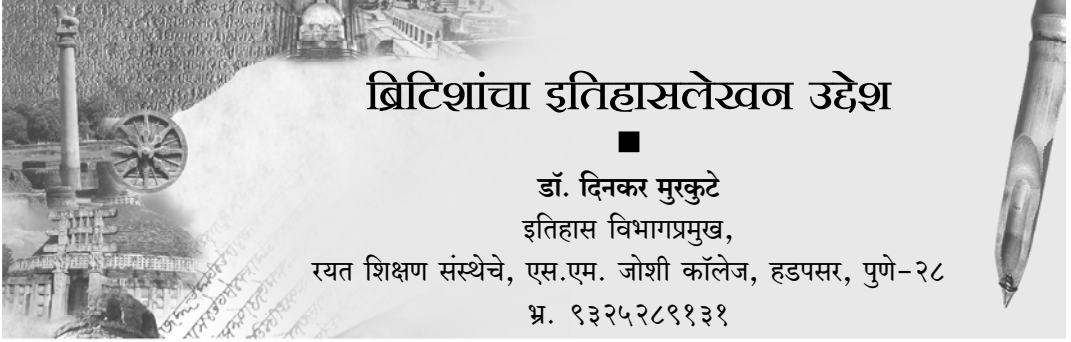 ब्रिटिशांचा इतिहासलेखन उद्देश
डॉ. दिनकर मुरकुटे
इतिहास विभागप्रमुख,
रयत शिक्षण संस्थेचे, एस.एम. जोशी कॉलेज, हडपसर, पुणे-२८
भ्र. ९३२५२८९१३१